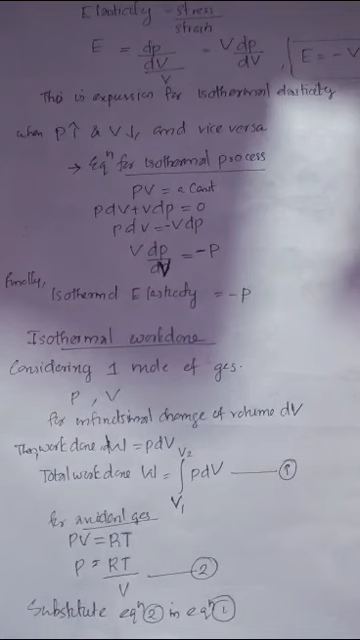 Elasticity = stress / strain
E = dp / dV / V = V dp / dV , E = - V
This is expression for isothermal elasticity
when P↑ & V↓, and vice versa
→ Eqⁿ for isothermal process
PV = a const
pdv + vdp = 0
pdv = -vdp
V dp / dV = -P
Finally,
Isothermal Elasticity = -P
Isothermal workdone
Considering 1 mole of gas.
P, V
for infinitesimal change of volume dV
Then work done dW = pdV
Total work done W = ∫ V₁ V₂ pdV —— ①
for an ideal gas
PV = RT
P = RT / V —— ②
Substitute eqⁿ ② in eqⁿ ①